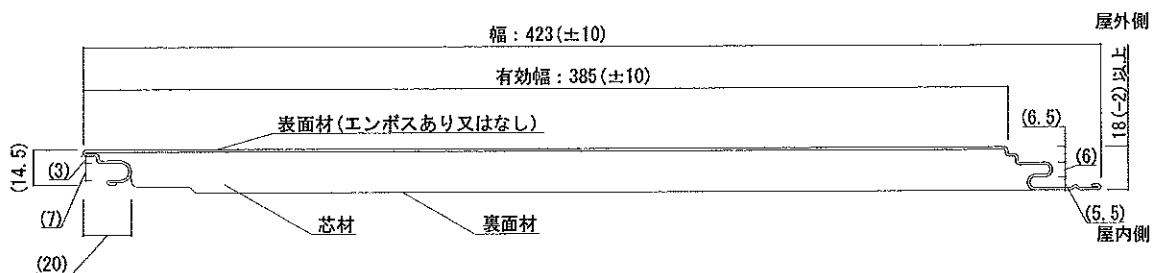 屋外側
幅：423(±10)
有効幅：385(±10)
18(-2)以上
表面材(エンボスあり又はなし)
(6.5)
(14.5)
(3)
(6)
(7)
芯材
裏面材
(5.5)
屋内側
(20)